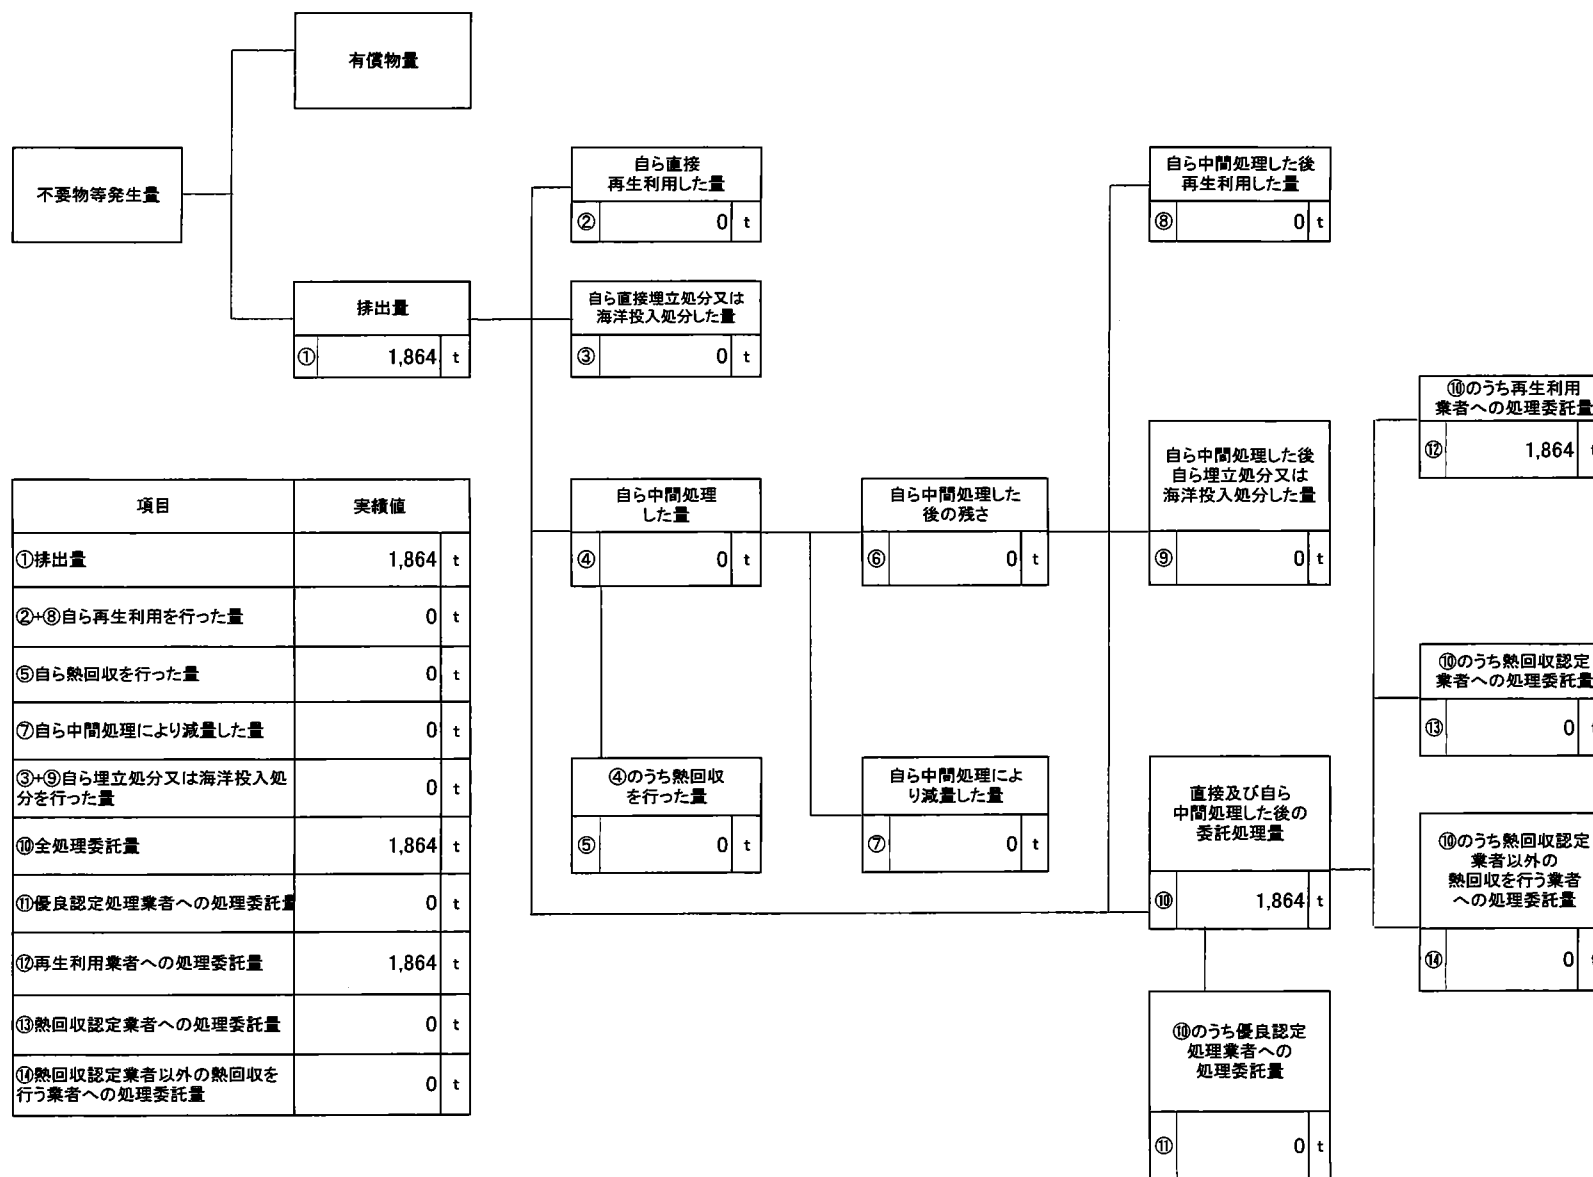 有償物量
不要物等発生量
排出量
① 1,864 t
自ら直接
再生利用した量
② 0 t
自ら直接埋立処分又は
海洋投入処分した量
③ 0 t
自ら中間処理
した量
④ 0 t
④のうち熱回収
を行った量
⑤ 0 t
自ら中間処理した
後の残さ
⑥ 0 t
自ら中間処理によ
り減量した量
⑦ 0 t
自ら中間処理した後
再生利用した量
⑧ 0 t
自ら中間処理した後
自ら埋立処分又は
海洋投入処分した量
⑨ 0 t
直接及び自ら
中間処理した後の
委託処理量
⑩ 1,864 t
⑩のうち優良認定
処理業者への
処理委託量
⑪ 0 t
⑩のうち再生利用
業者への処理委託量
⑫ 1,864 t
⑩のうち熱回収認定
業者への処理委託量
⑬ 0 t
⑩のうち熱回収認定
業者以外の
熱回収を行う業者
への処理委託量
⑭ 0 t
項目 実績値
①排出量 1,864 t
②+⑧自ら再生利用を行った量 0 t
⑤自ら熱回収を行った量 0 t
⑦自ら中間処理により減量した量 0 t
③+⑨自ら埋立処分又は海洋投入処
分を行った量 0 t
⑩全処理委託量 1,864 t
⑪優良認定処理業者への処理委託量 0 t
⑫再生利用業者への処理委託量 1,864 t
⑬熱回収認定業者への処理委託量 0 t
⑭熱回収認定業者以外の熱回収を
行う業者への処理委託量 0 t